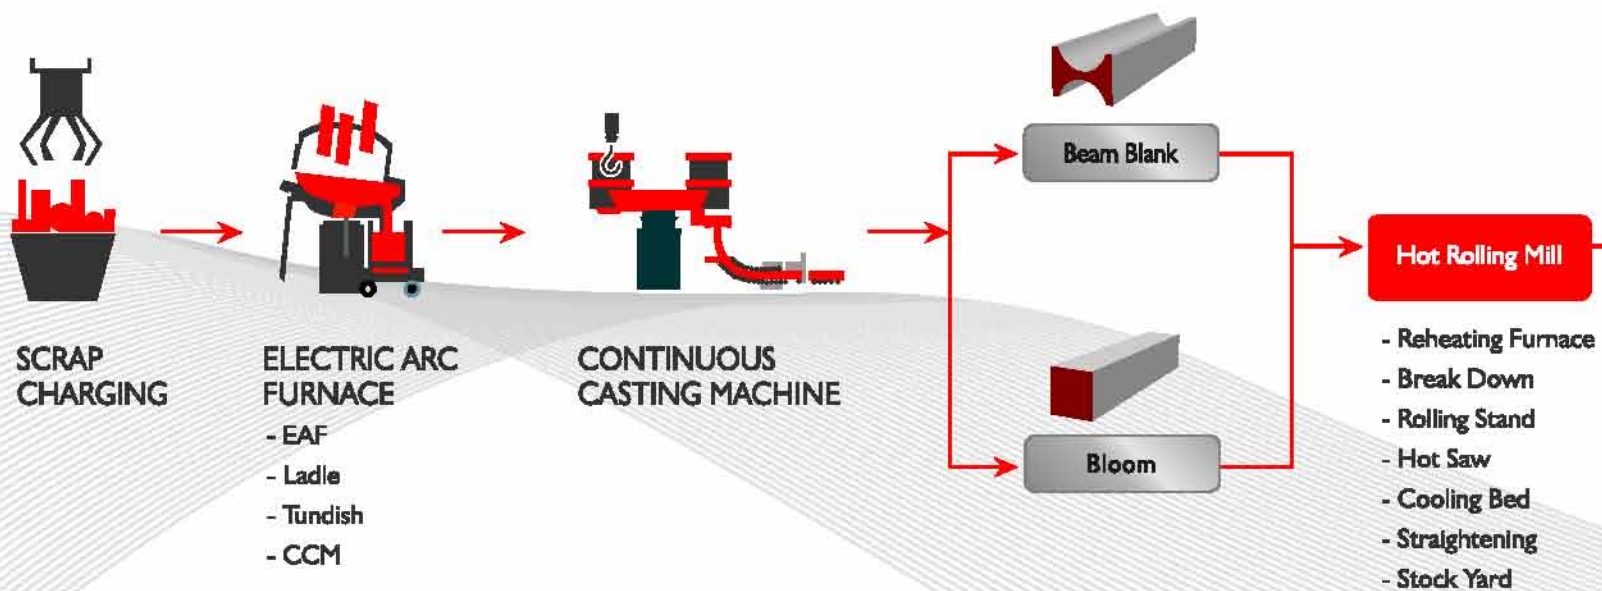 SCRAP
CHARGING
ELECTRIC ARC
FURNACE
- EAF
- Ladle
- Tundish
- CCM
CONTINUOUS
CASTING MACHINE
Beam Blank
Bloom
Hot Rolling Mill
- Reheating Furnace
- Break Down
- Rolling Stand
- Hot Saw
- Cooling Bed
- Straightening
- Stock Yard